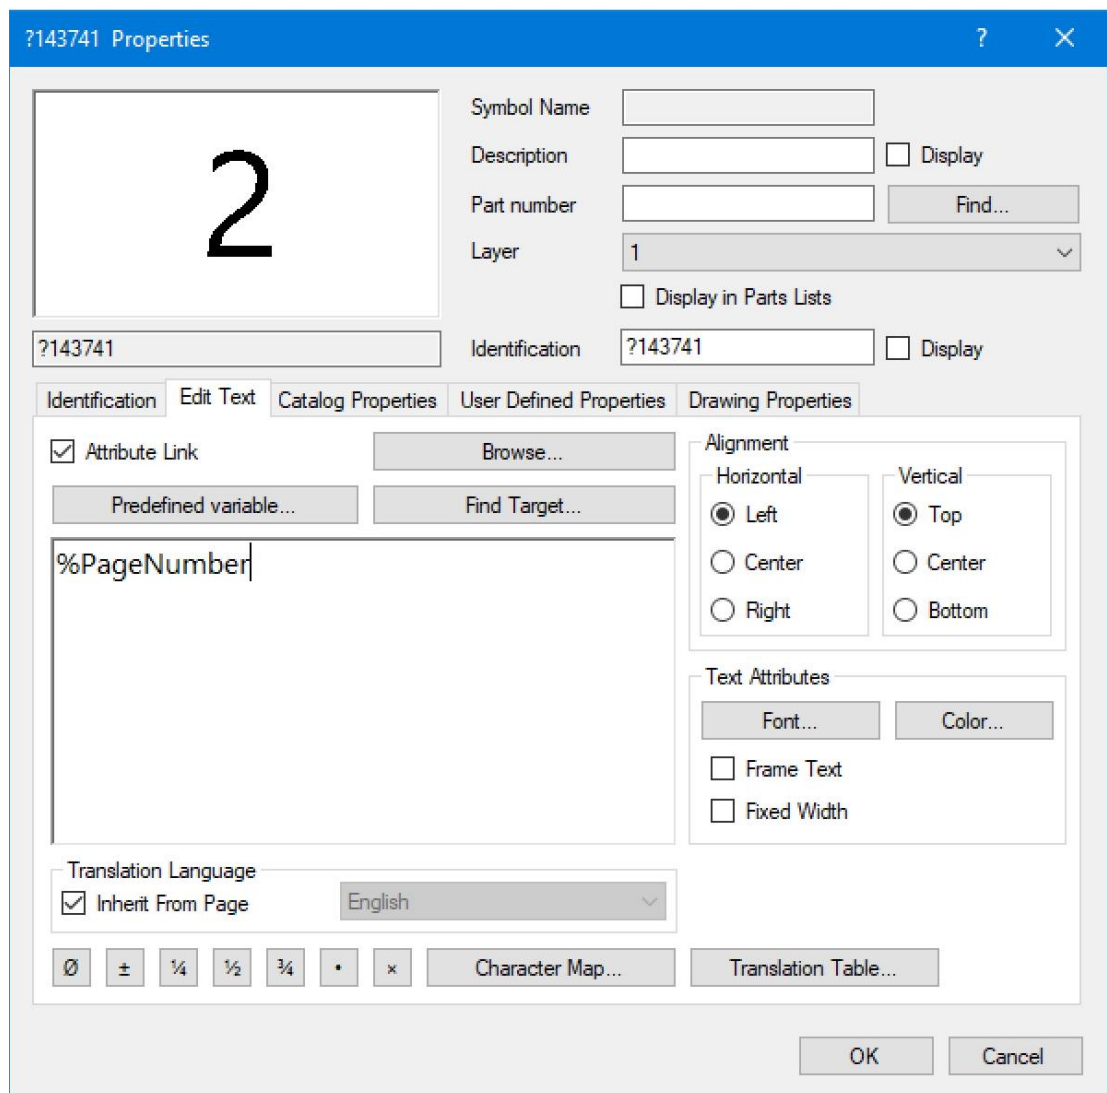 ?143741 Properties
?
2
Symbol Name
Description
Display
Part number
Find...
Layer
1
Display in Parts Lists
?143741
Identification
?143741
Display
Identification
Edit Text
Catalog Properties
User Defined Properties
Drawing Properties
Attribute Link
Browse...
Predefined variable...
Find Target...
%PageNumber
Alignment
Horizontal
Left
Center
Right
Vertical
Top
Center
Bottom
Text Attributes
Font...
Color...
Frame Text
Fixed Width
Translation Language
Inherit From Page
English
Ø
±
¼
½
¾
•
×
Character Map...
Translation Table...
OK
Cancel